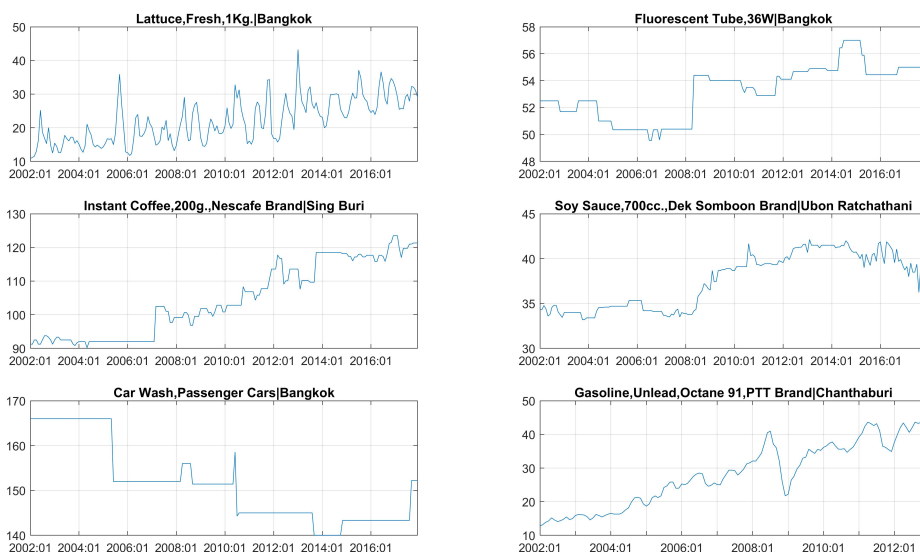 Lattuce,Fresh,1Kg.|Bangkok
50
40
30
20
10
2002:01 2004:01 2006:01 2008:01 2010:01 2012:01 2014:01 2016:01
Fluorescent Tube,36W|Bangkok
58
56
54
52
50
48
2002:01 2004:01 2006:01 2008:01 2010:01 2012:01 2014:01 2016:01
Instant Coffee,200g.,Nescafe Brand|Sing Buri
130
120
110
100
90
2002:01 2004:01 2006:01 2008:01 2010:01 2012:01 2014:01 2016:01
Soy Sauce,700cc.,Dek Somboon Brand|Ubon Ratchathani
45
40
35
30
2002:01 2004:01 2006:01 2008:01 2010:01 2012:01 2014:01 2016:01
Car Wash,Passenger Cars|Bangkok
170
160
150
140
2002:01 2004:01 2006:01 2008:01 2010:01 2012:01 2014:01 2016:01
Gasoline,Unlead,Octane 91,PTT Brand|Chanthaburi
50
40
30
20
10
2002:01 2004:01 2006:01 2008:01 2010:01 2012:01